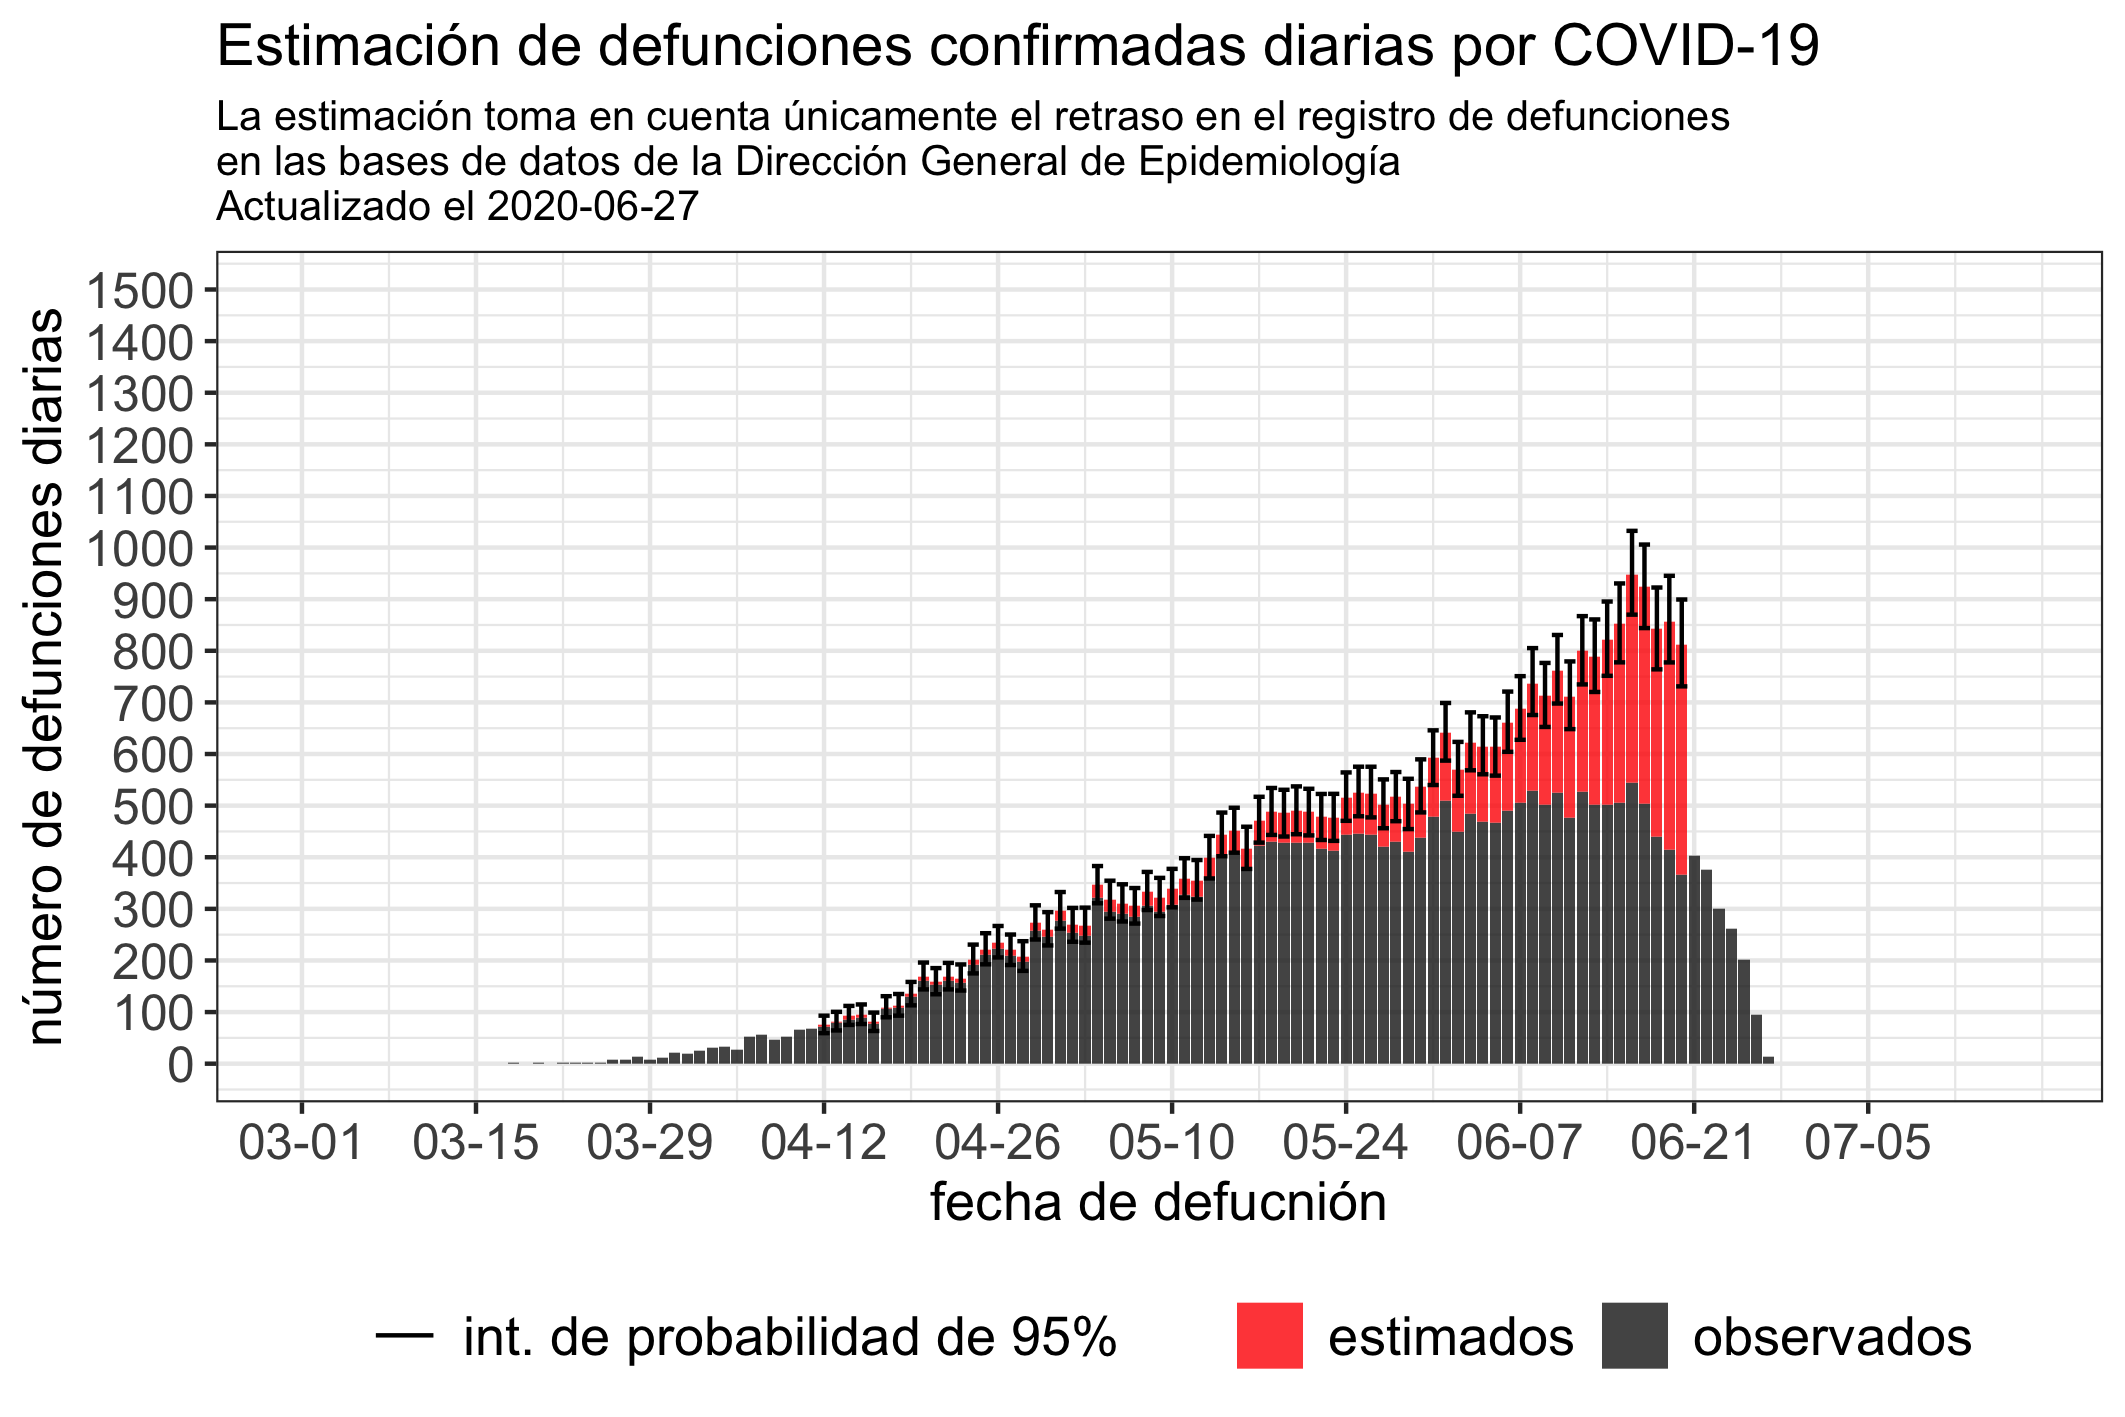 Estimación de defunciones confirmadas diarias por COVID-19
La estimación toma en cuenta únicamente el retraso en el registro de defunciones
en las bases de datos de la Dirección General de Epidemiología
Actualizado el 2020-06-27
número de defunciones diarias
1500
1400
1300
1200
1100
1000
900
800
700
600
500
400
300
200
100
0
03-01 03-15 03-29 04-12 04-26 05-10 05-24 06-07 06-21 07-05
fecha de defucnión
int. de probabilidad de 95% estimados observados